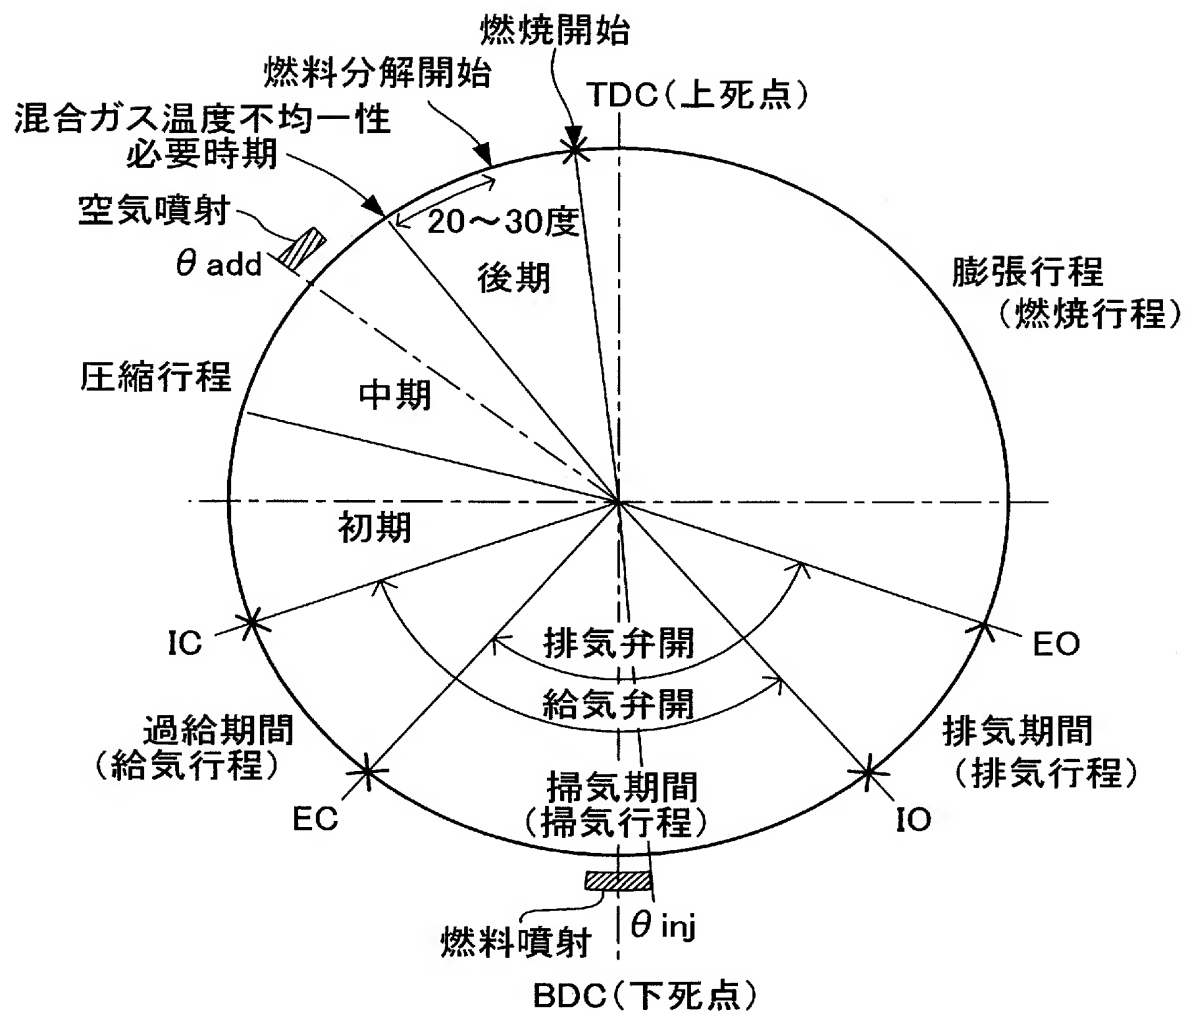 燃焼開始
燃料分解開始
TDC(上死点)
混合ガス温度不均一性
必要時期
空気噴射
20〜30度
θ add
後期
膨張行程
(燃焼行程)
圧縮行程
中期
初期
IC
排気弁開
EO
給気弁開
過給期間
(給気行程)
排気期間
(排気行程)
掃気期間
(掃気行程)
EC
IO
θ inj
燃料噴射
BDC(下死点)